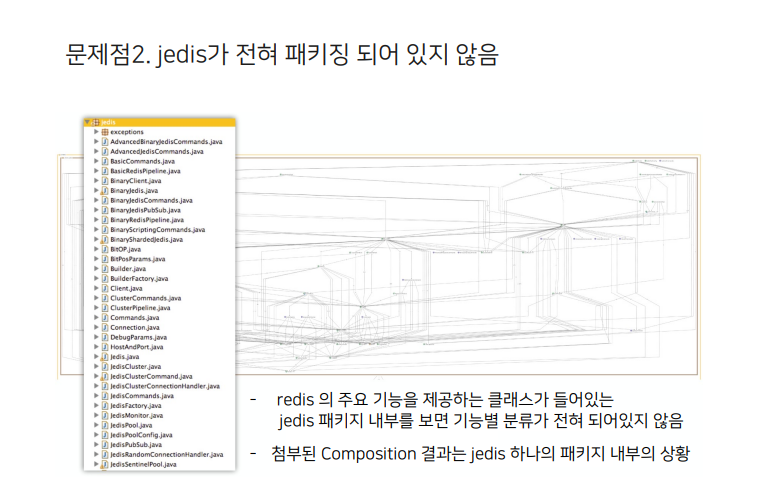 문제점2. jedis가 전혀 패키징 되어 있지 않음
jedis
exceptions
AdvancedBinaryJedisCommands.java
AdvancedJedisCommands.java
BasicCommands.java
BasicRedisPipeline.java
BinaryClient.java
BinaryJedis.java
BinaryJedisCommands.java
BinaryJedisPubSub.java
BinaryRedisPipeline.java
BinaryScriptingCommands.java
BinaryShardedJedis.java
BitOP.java
BitPosParams.java
Builder.java
BuilderFactory.java
Client.java
ClusterCommands.java
ClusterPipeline.java
Commands.java
Connection.java
DebugParams.java
HostAndPort.java
Jedis.java
JedisCluster.java
JedisClusterCommand.java
JedisClusterConnectionHandler.java
JedisCommands.java
JedisFactory.java
JedisMonitor.java
JedisPool.java
JedisPoolConfig.java
JedisPubSub.java
JedisRandomConnectionHandler.java
JedisSentinelPool.java
- redis 의 주요 기능을 제공하는 클래스가 들어있는
jedis 패키지 내부를 보면 기능별 분류가 전혀 되어있지 않음
- 첨부된 Composition 결과는 jedis 하나의 패키지 내부의 상황